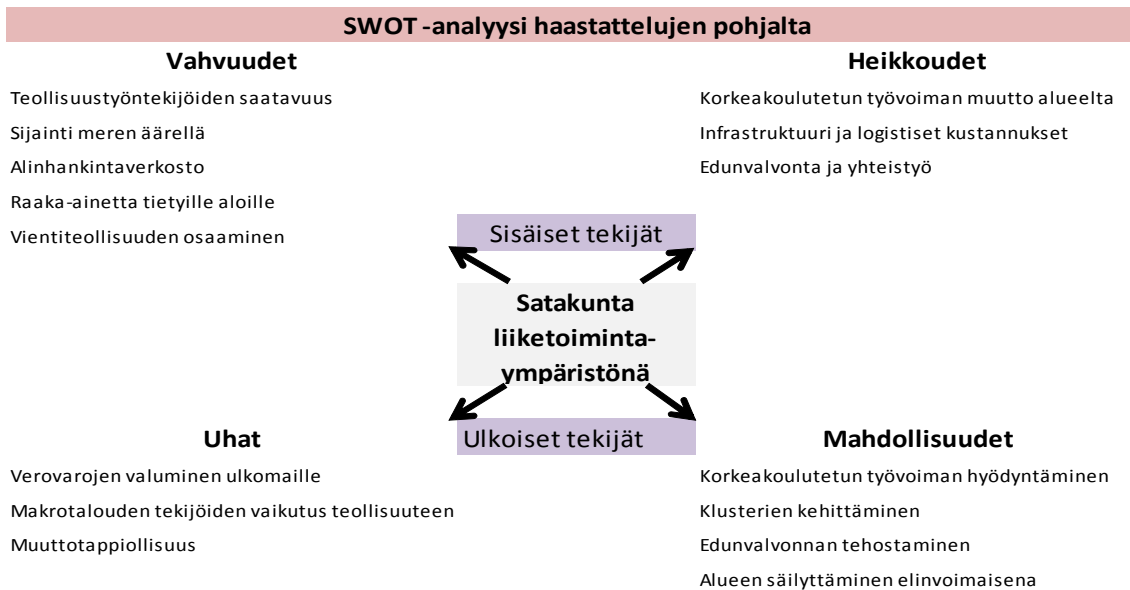 SWOT -analyysi haastattelujen pohjalta
Vahvuudet
Teollisuustyöntekijöiden saatavuus
Sijainti meren äärellä
Alinhankintaverkosto
Raaka-ainetta tietyille aloille
Vientiteollisuuden osaaminen
Heikkoudet
Korkeakoulutetun työvoiman muutto alueelta
Infrastruktuuri ja logistiset kustannukset
Edunvalvonta ja yhteistyö
Sisäiset tekijät
Satakunta
liiketoiminta-
ympäristönä
Ulkoiset tekijät
Uhat
Verovarojen valuminen ulkomaille
Makrotalouden tekijöiden vaikutus teollisuuteen
Muuttotappiollisuus
Mahdollisuudet
Korkeakoulutetun työvoiman hyödyntäminen
Klusterien kehittäminen
Edunvalvonnan tehostaminen
Alueen säilyttäminen elinvoimaisena